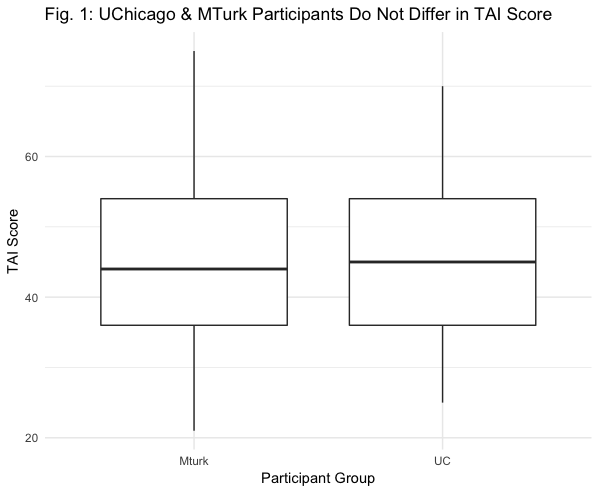 Fig. 1: UChicago & MTurk Participants Do Not Differ in TAI Score
TAI Score
60
40
20
Mturk
UC
Participant Group